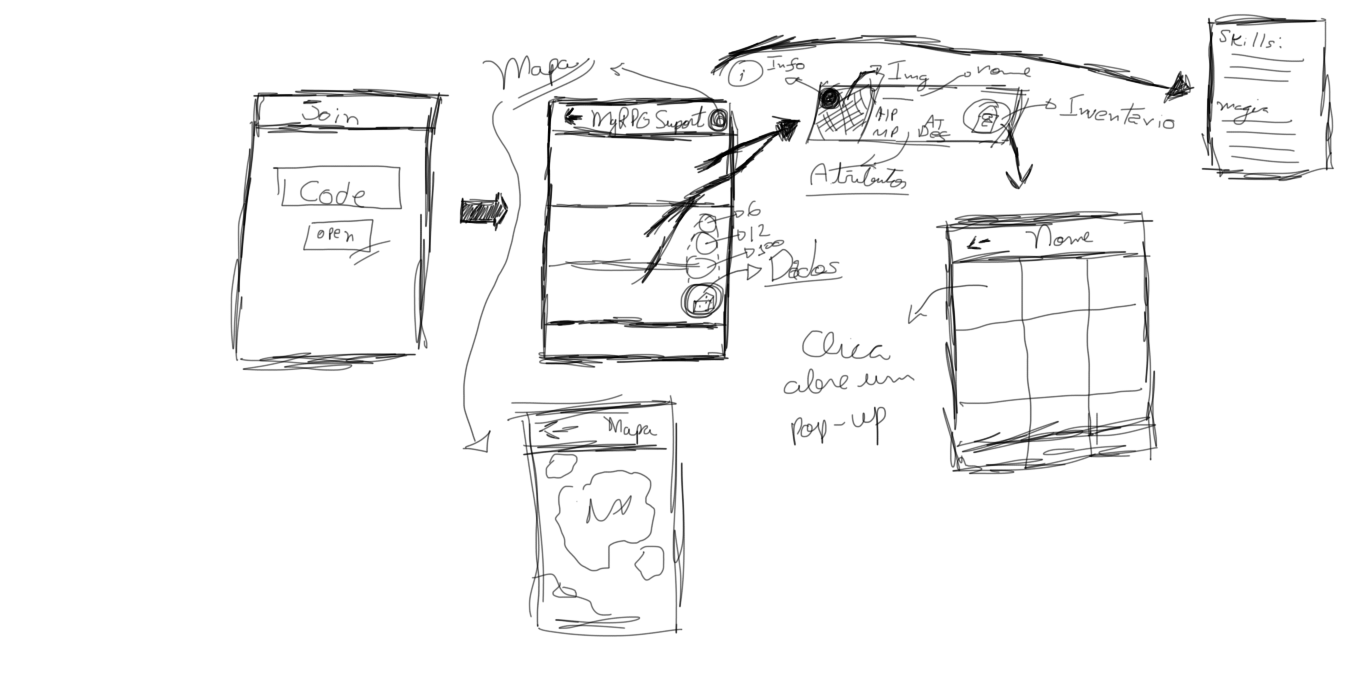 Join
Code
open
Mapa
MyRPG Suport
6
12
100
Dados
i
Info
Img
nome
HP
MP
AT
DEF
Inventário
Atributos
Skills:
magia
Nome
Clica
abre um
pop-up
Mapa